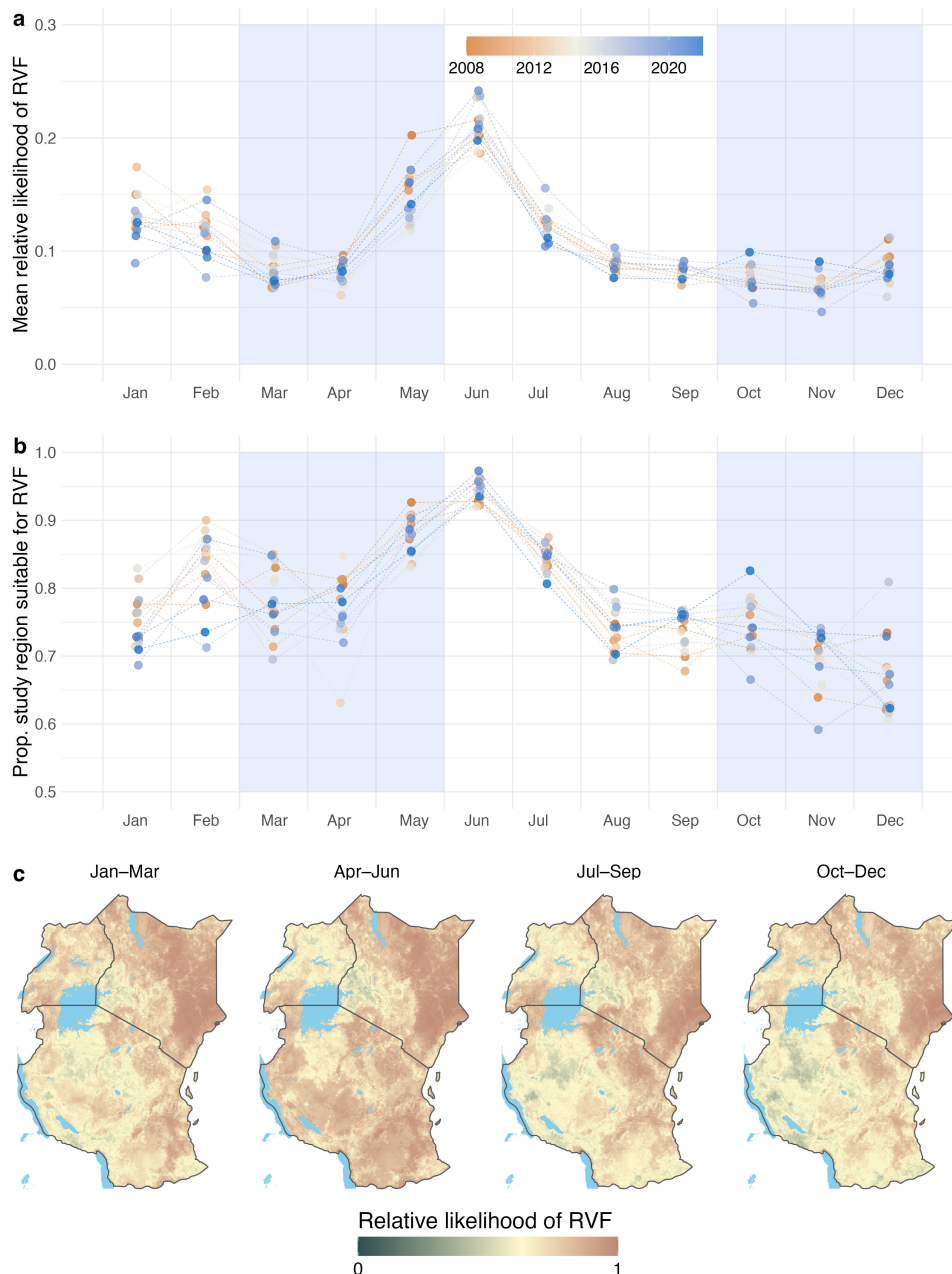 a
Mean relative likelihood of RVF
0.3
0.2
0.1
0.0
2008 2012 2016 2020
Jan Feb Mar Apr May Jun Jul Aug Sep Oct Nov Dec
b
Prop. study region suitable for RVF
1.0
0.9
0.8
0.7
0.6
0.5
Jan Feb Mar Apr May Jun Jul Aug Sep Oct Nov Dec
c
Jan–Mar Apr–Jun Jul–Sep Oct–Dec
Relative likelihood of RVF
0 1